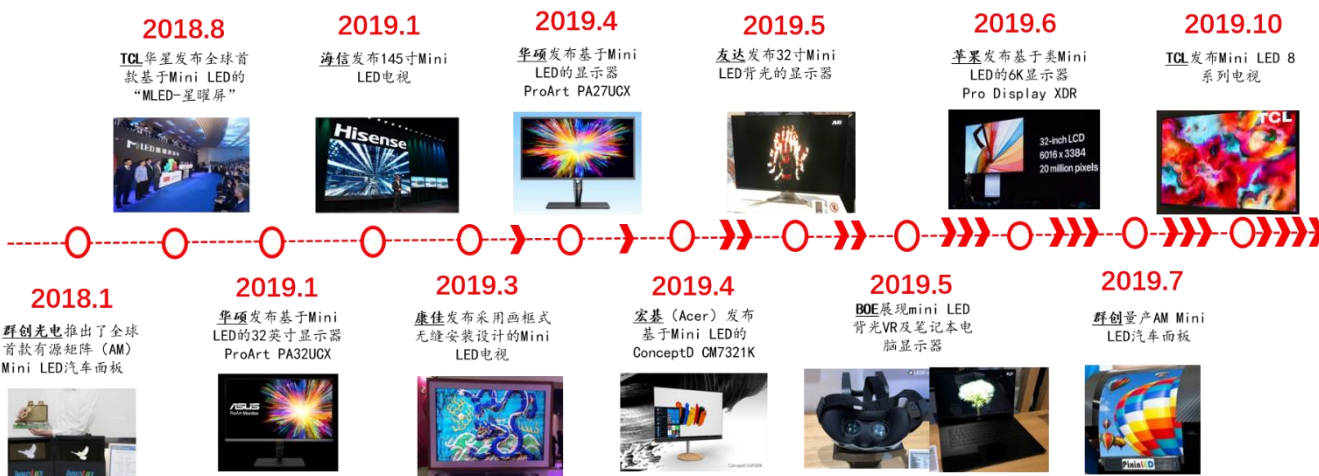 2018.8
TCL华星发布全球首
款基于Mini LED的
“MLED-星曜屏”
2019.1
海信发布145寸Mini
LED电视
2019.4
华硕发布基于Mini
LED的显示器
ProArt PA27UCX
2019.5
友达发布32寸Mini
LED背光的显示器
2019.6
苹果发布基于类Mini
LED的6K显示器
Pro Display XDR
2019.10
TCL发布Mini LED 8
系列电视
Hisense
AUO
32-inch LCD
6016 x 3384
20 million pixels
TCL
2018.1
群创光电推出了全球
首款有源矩阵（AM）
Mini LED汽车面板
2019.1
华硕发布基于Mini
LED的32英寸显示器
ProArt PA32UCX
2019.3
康佳发布采用画框式
无缝安装设计的Mini
LED电视
2019.4
宏碁（Acer）发布
基于Mini LED的
ConceptD CM7321K
2019.5
BOE展现mini LED
背光VR及笔记本电
脑显示器
2019.7
群创量产AM Mini
LED汽车面板
INNOLUX
INNOLUX
ASUS
ProArt Monitor
ConceptD CM7321K
PixinLED